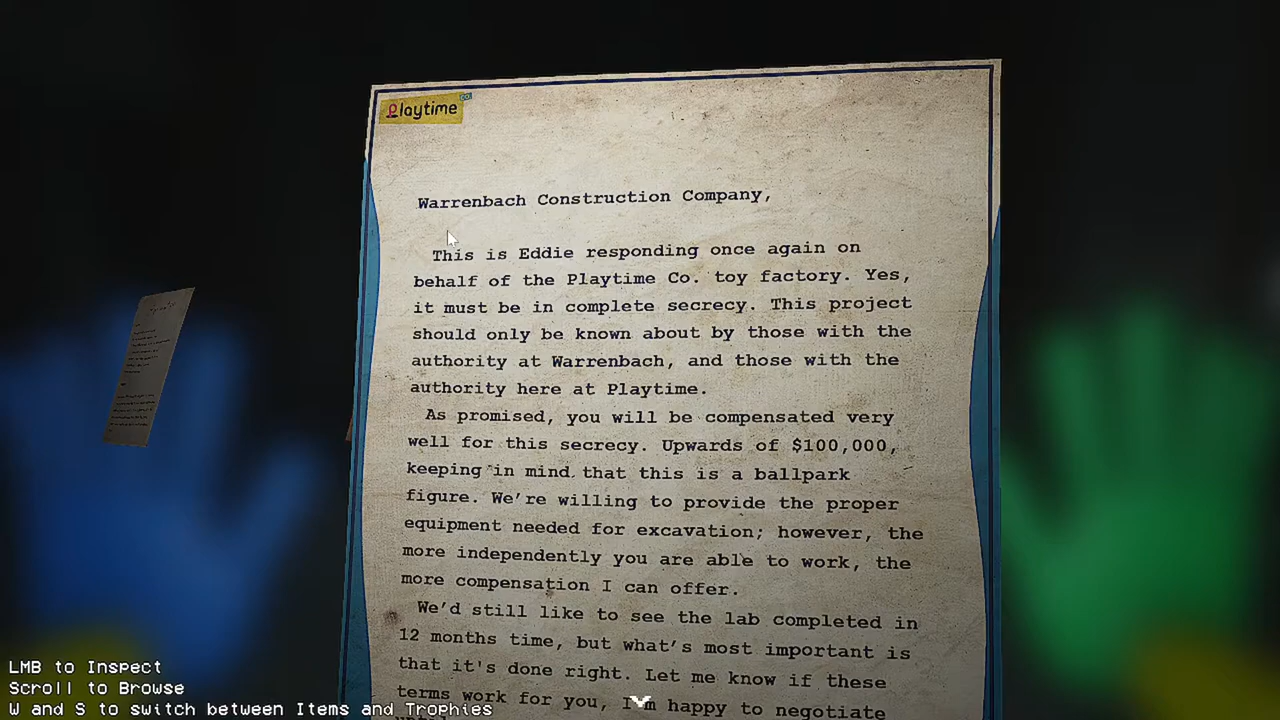 Playtime
CO.
Warrenbach Construction Company,
This is Eddie responding once again on
behalf of the Playtime Co. toy factory. Yes,
it must be in complete secrecy. This project
should only be known about by those with the
authority at Warrenbach, and those with the
authority here at Playtime.
As promised, you will be compensated very
well for this secrecy. Upwards of $100,000,
keeping in mind that this is a ballpark
figure. We're willing to provide the proper
equipment needed for excavation; however, the
more independently you are able to work, the
more compensation I can offer.
We'd still like to see the lab completed in
12 months time, but what's most important is
that it's done right. Let me know if these
terms work for you, I'm happy to negotiate
LMB to Inspect
Scroll to Browse
W and S to switch between Items and Trophies